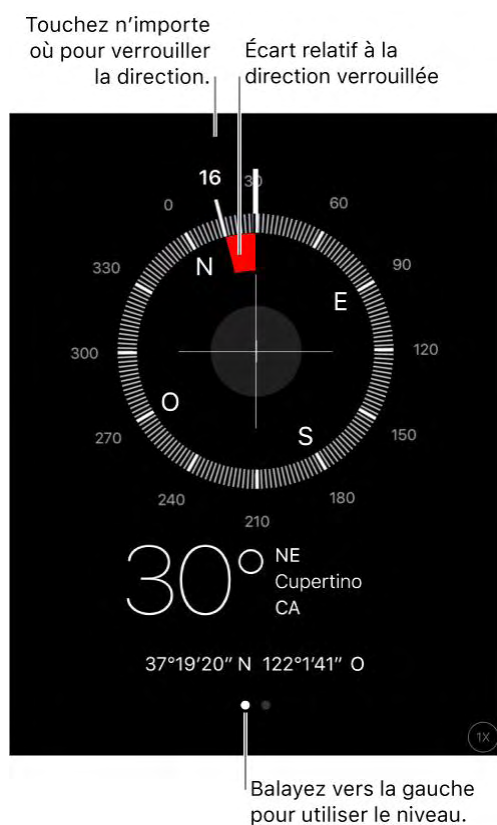 Touchez n’importe
où pour verrouiller
la direction.
Écart relatif à la
direction verrouillée
16
30
0
60
330
N
90
E
300
120
O
270
S
150
240
180
210
30°
NE
Cupertino
CA
37°19’20” N 122°1’41” O
1X
Balayez vers la gauche
pour utiliser le niveau.